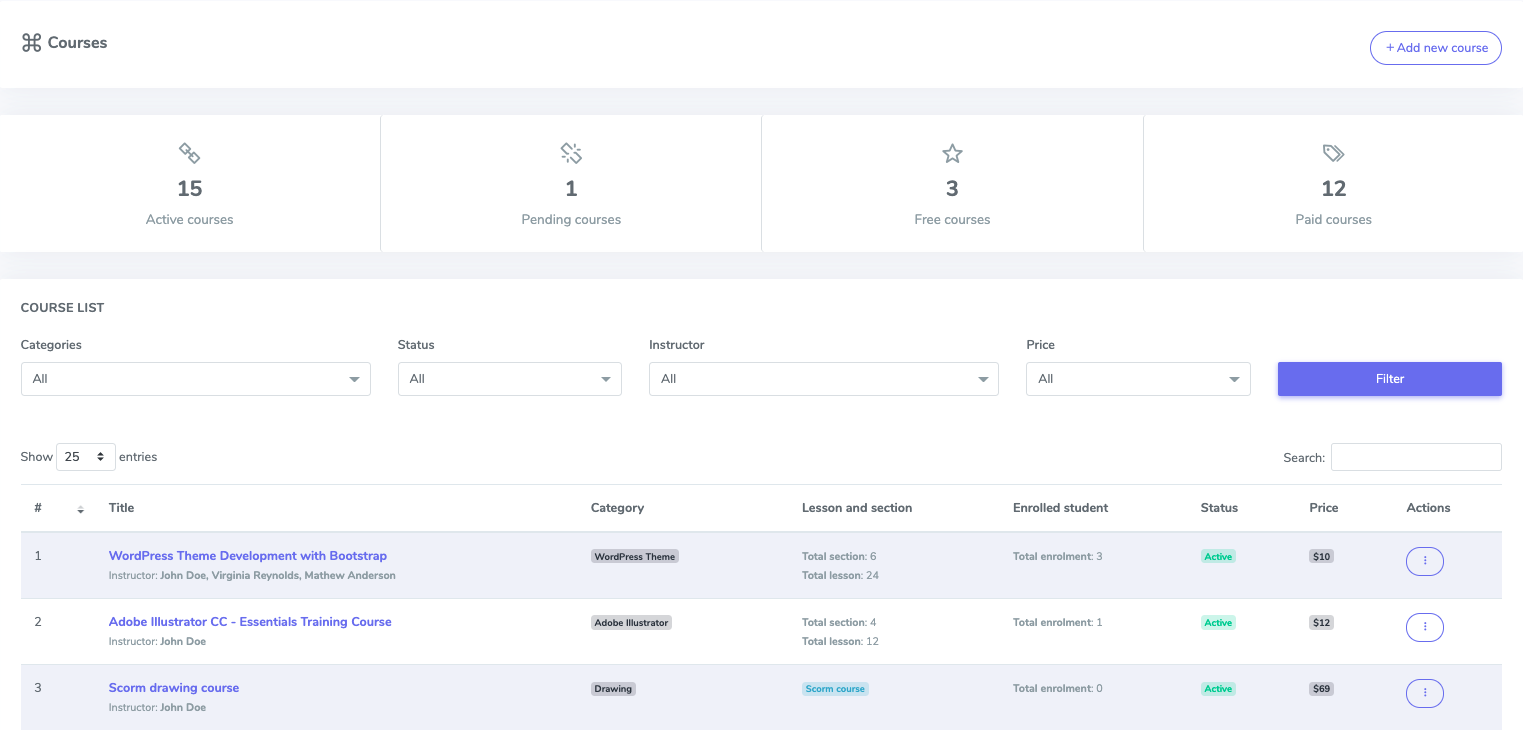 Courses
+ Add new course
15
Active courses
1
Pending courses
3
Free courses
12
Paid courses
COURSE LIST
Categories Status Instructor Price
All All All All Filter
Show 25 entries Search:
# Title Category Lesson and section Enrolled student Status Price Actions
1 WordPress Theme Development with Bootstrap WordPress Theme Total section: 6 Total enrolment: 3 Active $10
Instructor: John Doe, Virginia Reynolds, Mathew Anderson Total lesson: 24
2 Adobe Illustrator CC - Essentials Training Course Adobe Illustrator Total section: 4 Total enrolment: 1 Active $12
Instructor: John Doe Total lesson: 12
3 Scorm drawing course Drawing Scorm course Total enrolment: 0 Active $69
Instructor: John Doe